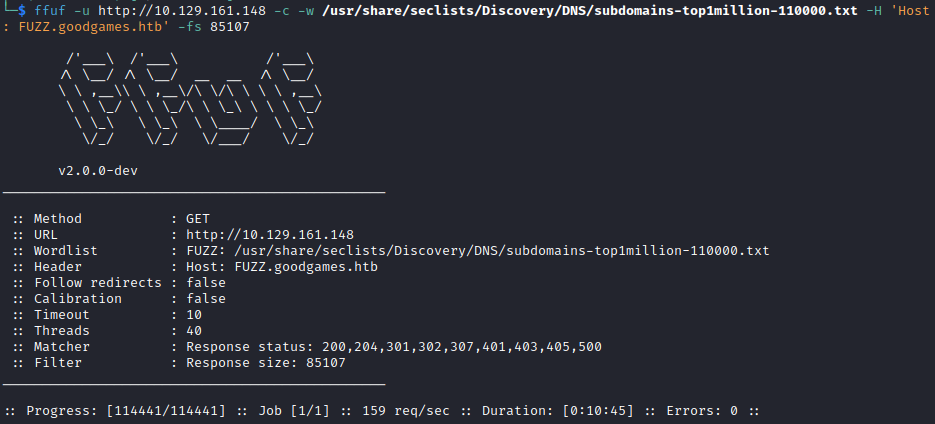 └─$ ffuf -u http://10.129.161.148 -c -w /usr/share/seclists/Discovery/DNS/subdomains-top1million-110000.txt -H 'Host
: FUZZ.goodgames.htb' -fs 85107
        /'___\  /'___\           /'___\
       /\ \__/ /\ \__/  __  __  /\ \__/
       \ \ ,__\\ \ ,__\/\ \/\ \ \ \ ,__\
        \ \ \_/ \ \ \_/\ \ \_\ \ \ \ \_/
         \ \_\   \ \_\  \ \____/  \ \_\
          \/_/    \/_/   \/___/    \/_/
v2.0.0-dev
________________________________________________
:: Method           : GET
:: URL              : http://10.129.161.148
:: Wordlist         : FUZZ: /usr/share/seclists/Discovery/DNS/subdomains-top1million-110000.txt
:: Header           : Host: FUZZ.goodgames.htb
:: Follow redirects : false
:: Calibration      : false
:: Timeout          : 10
:: Threads          : 40
:: Matcher          : Response status: 200,204,301,302,307,401,403,405,500
:: Filter           : Response size: 85107
________________________________________________
:: Progress: [114441/114441] :: Job [1/1] :: 159 req/sec :: Duration: [0:10:45] :: Errors: 0 ::